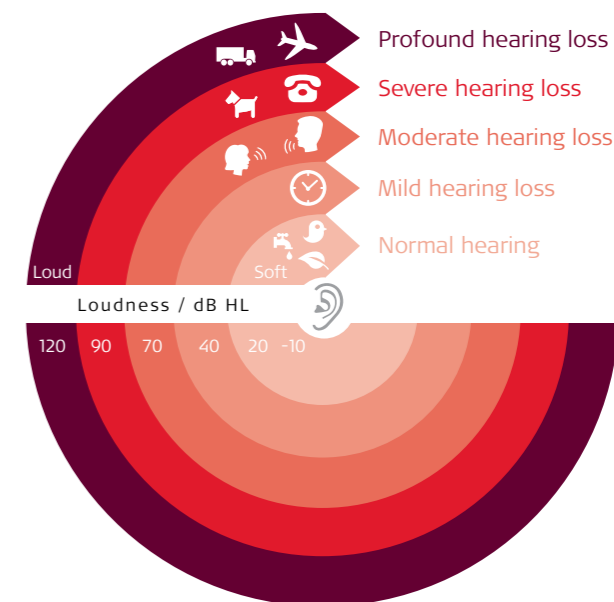 Profound hearing loss
Severe hearing loss
Moderate hearing loss
Mild hearing loss
Normal hearing
Loud Soft
Loudness / dB HL
120 90 70 40 20 -10